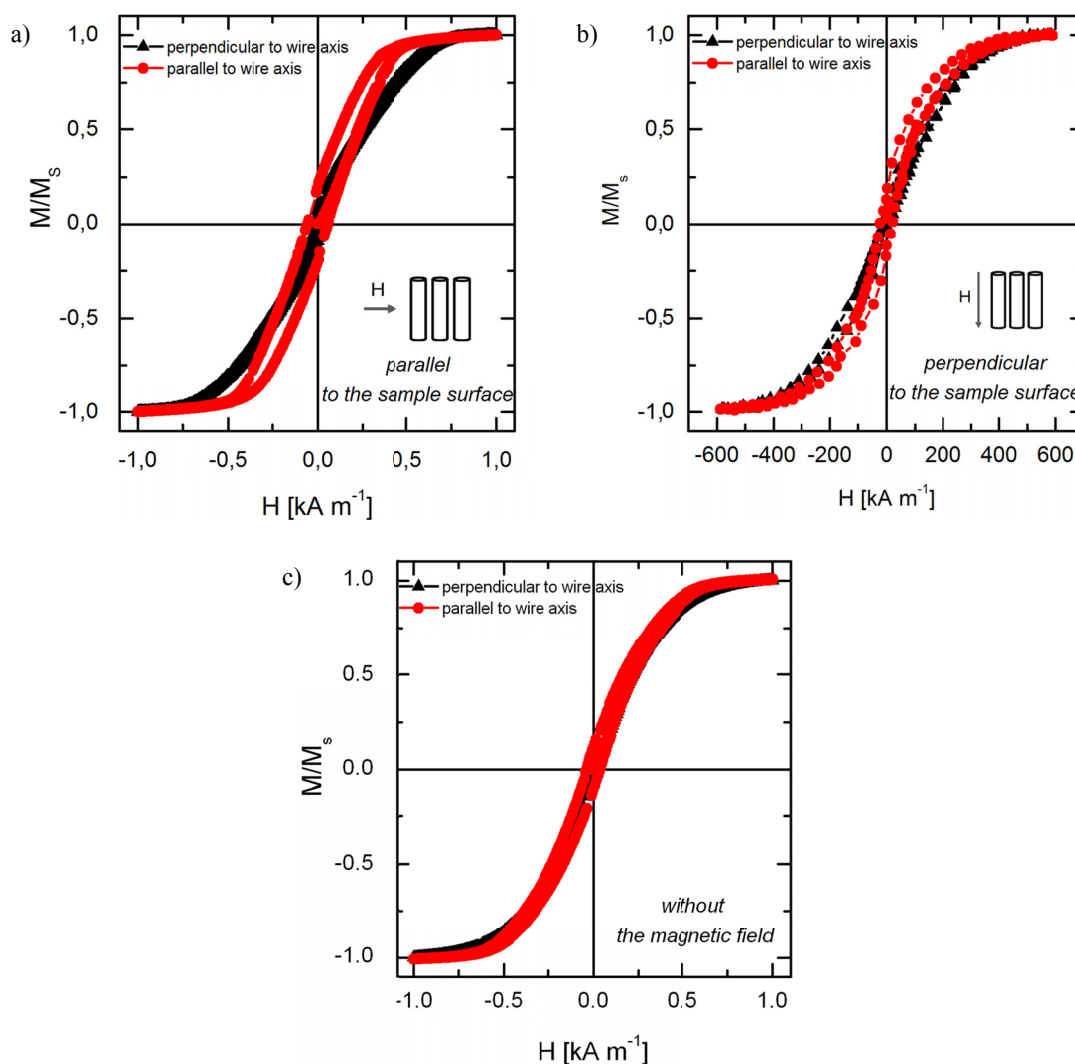 a)
perpendicular to wire axis
parallel to wire axis
1,0
0,5
0,0
-0,5
-1,0
M/Ms
H
parallel
to the sample surface
-1,0
-0,5
0,0
0,5
1,0
H [kA m⁻¹]
b)
perpendicular to wire axis
parallel to wire axis
1,0
0,5
0,0
-0,5
-1,0
M/Ms
H
perpendicular
to the sample surface
-600
-400
-200
0
200
400
600
H [kA m⁻¹]
c)
perpendicular to wire axis
parallel to wire axis
1.0
0.5
0.0
-0.5
-1.0
M/Ms
without
the magnetic field
-1.0
-0.5
0.0
0.5
1.0
H [kA m⁻¹]